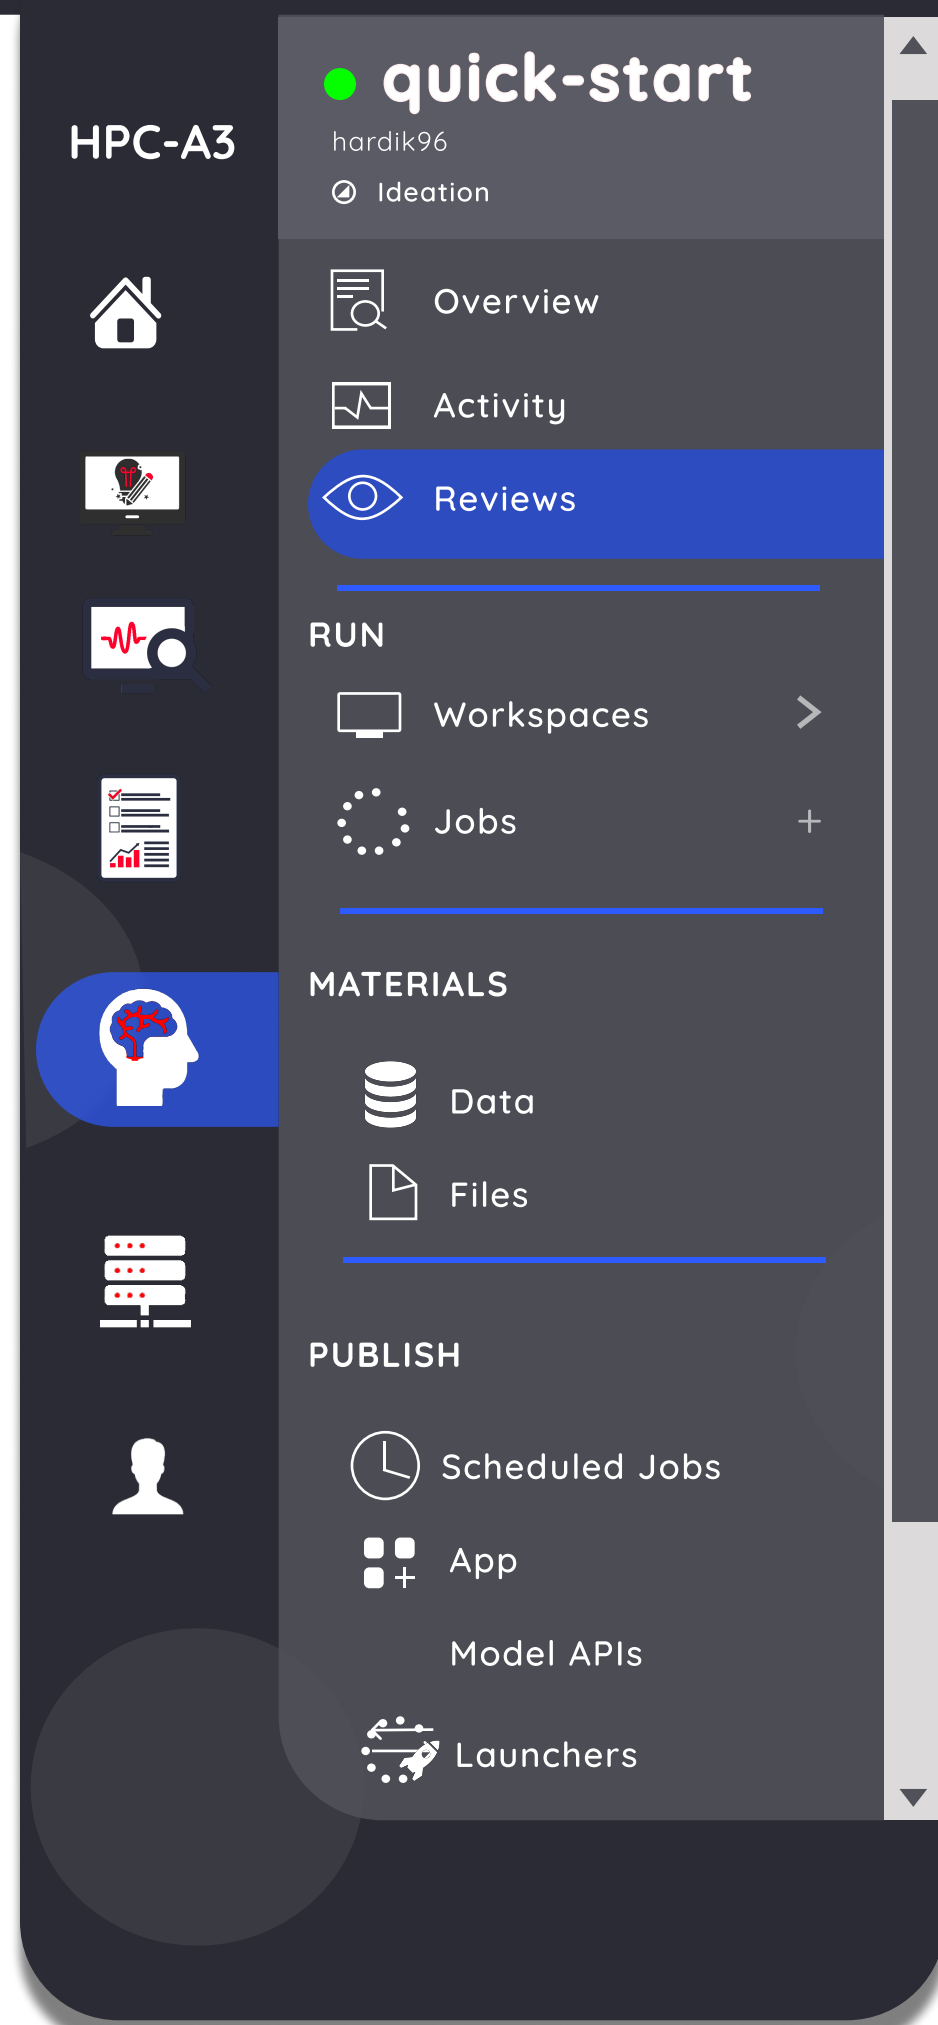 HPC-A3
quick-start
hardik96
Ideation
Overview
Activity
Reviews
RUN
Workspaces
Jobs
MATERIALS
Data
Files
PUBLISH
Scheduled Jobs
App
Model APIs
Launchers